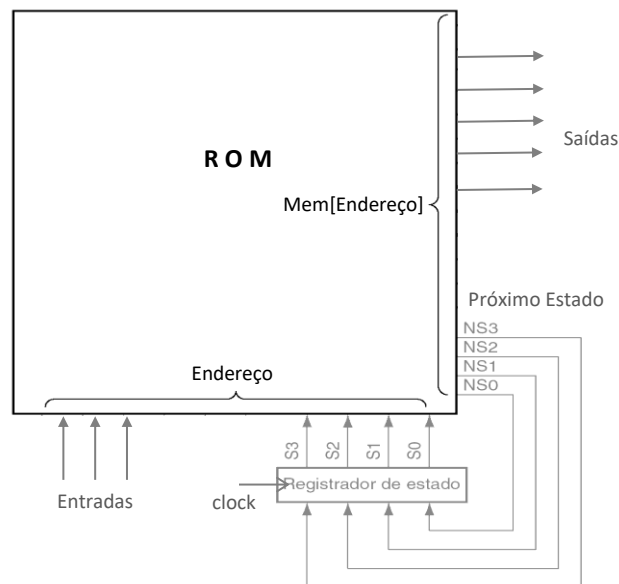 R O M
Saídas
Mem[Endereço]
Próximo Estado
NS3
NS2
NS1
NS0
Endereço
S3
S2
S1
S0
Entradas
clock
Registrador de estado